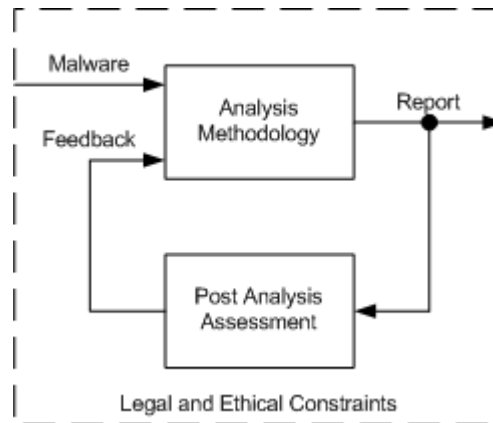 Malware
Analysis
Methodology
Report
Feedback
Post Analysis
Assessment
Legal and Ethical Constraints